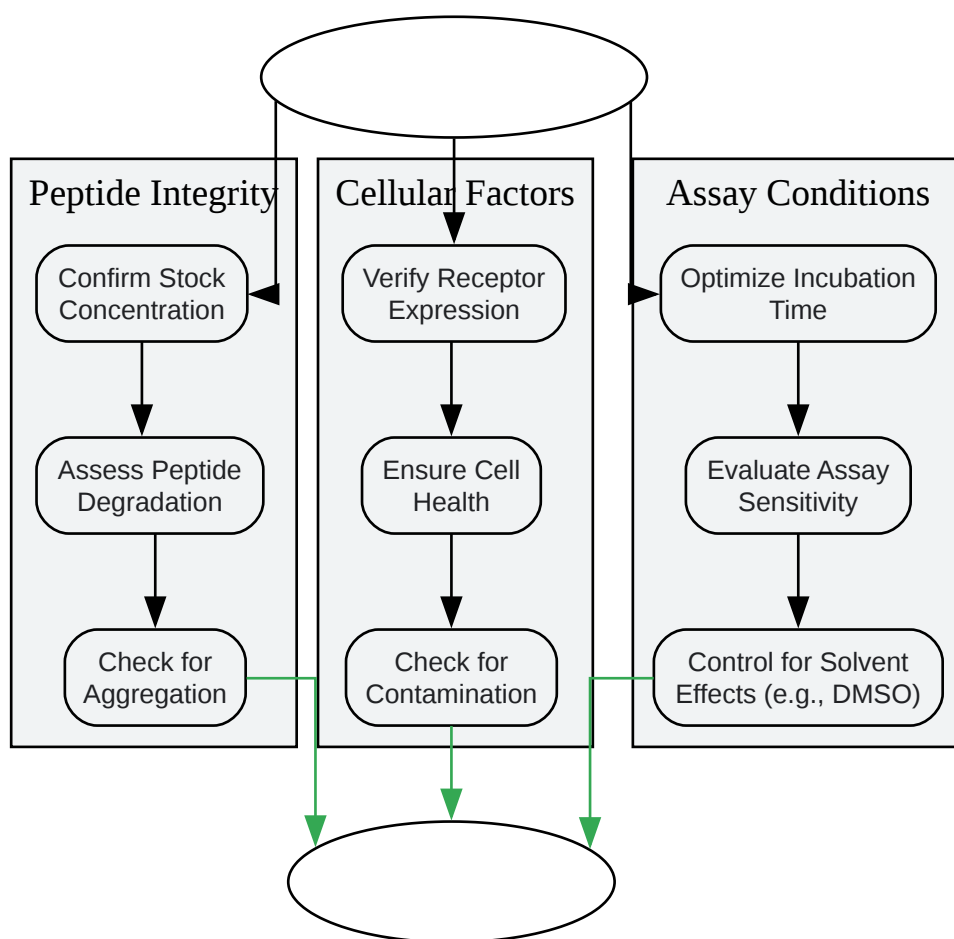 Peptide Integrity
Confirm Stock
Concentration
Assess Peptide
Degradation
Check for
Aggregation
Cellular Factors
Verify Receptor
Expression
Ensure Cell
Health
Check for
Contamination
Assay Conditions
Optimize Incubation
Time
Evaluate Assay
Sensitivity
Control for Solvent
Effects (e.g., DMSO)